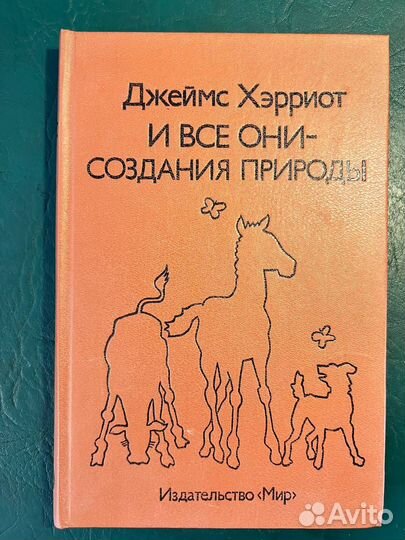 Джеймс Хэрриот
И ВСЕ ОНИ-
СОЗДАНИЯ ПРИРОДЫ
Издательство «Мир»
Avito